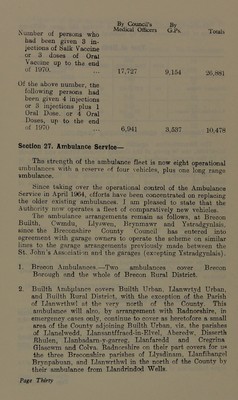 By Council's By
Number of persons who Medical Officers G.Ps. Totals
had been given 3 in-
jections of Salk Vaccine
or 3 doses of Oral
Vaccine up to the end
of 1970. ... 17,727 9,154 26,881
Of the above number, the
following persons had
been given 4 injections
or 3 injections plus 1
Oral Dose. or 4 Oral
Doses, up to the end
of 1970 6,941 3,537 10,478
Section 27. Ambulance Service—
The strength of the ambulance fleet is now eight operational
ambulances with a reserve of four vehicles, plus one long range
ambulance.
Since taking over the operational control of the Ambulance
Service in April 1964, efforts have been concentrated on replacing
the older existing ambulances. I am pleased to state that the
Authority now operates a fleet of comparatively new vehicles.
The ambulance arrangements remain as follows, at Brecon
Builth, Cwmdu, Llyswen, Brynmawr and Ystradgynlais,
since the Breconshire County Council has entered into
agreement with garage owners to operate the scheme on similar
lines to the garage arrangements previously made between the
St. John's Association and the garages (excepting Ystradgynlais).
1. Brecon Ambulances.—Two ambulances cover Brecon
Borough and the whole of Brecon Rural District.
2. Builth Ambulance covers Builth Urban, Llanwrtyd Urban,
and Builth Rural District, with the exception of the Parish
of Llanwrthwl at the very north of the County. This
ambulance will also, by arrangement with Radnorshire, in
emergency cases only, continue to cover as heretofore a small
area of the County adjoining Builth Urban, viz. the parishes
of Llanelwedd, Llansantffraed-in-Elvel, Aberedw, Disserth
Rhulen, Llanbadarn-y-garreg, Llanfaredd and Cregrina
Glascwm and Colva. Radnorshire on their part covers for us
the three Breconshire parishes of Llysdinam, Llanfihangel
Brynpabuan, and Llanwrthwl in the north of the County by
their ambulance from Llandrindod Wells.
Page Thirty